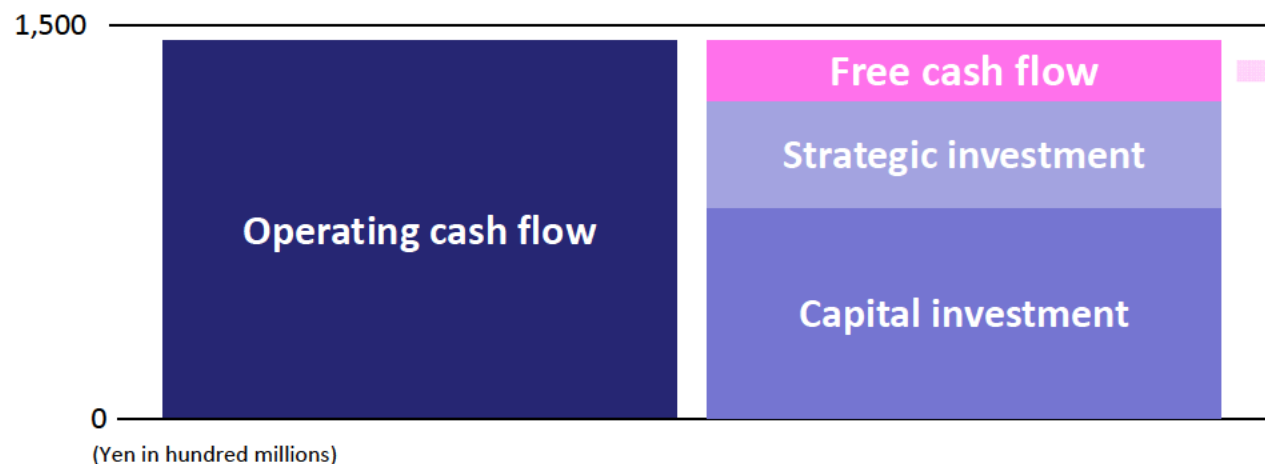 1,500
Free cash flow
Strategic investment
Operating cash flow
Capital investment
0
(Yen in hundred millions)